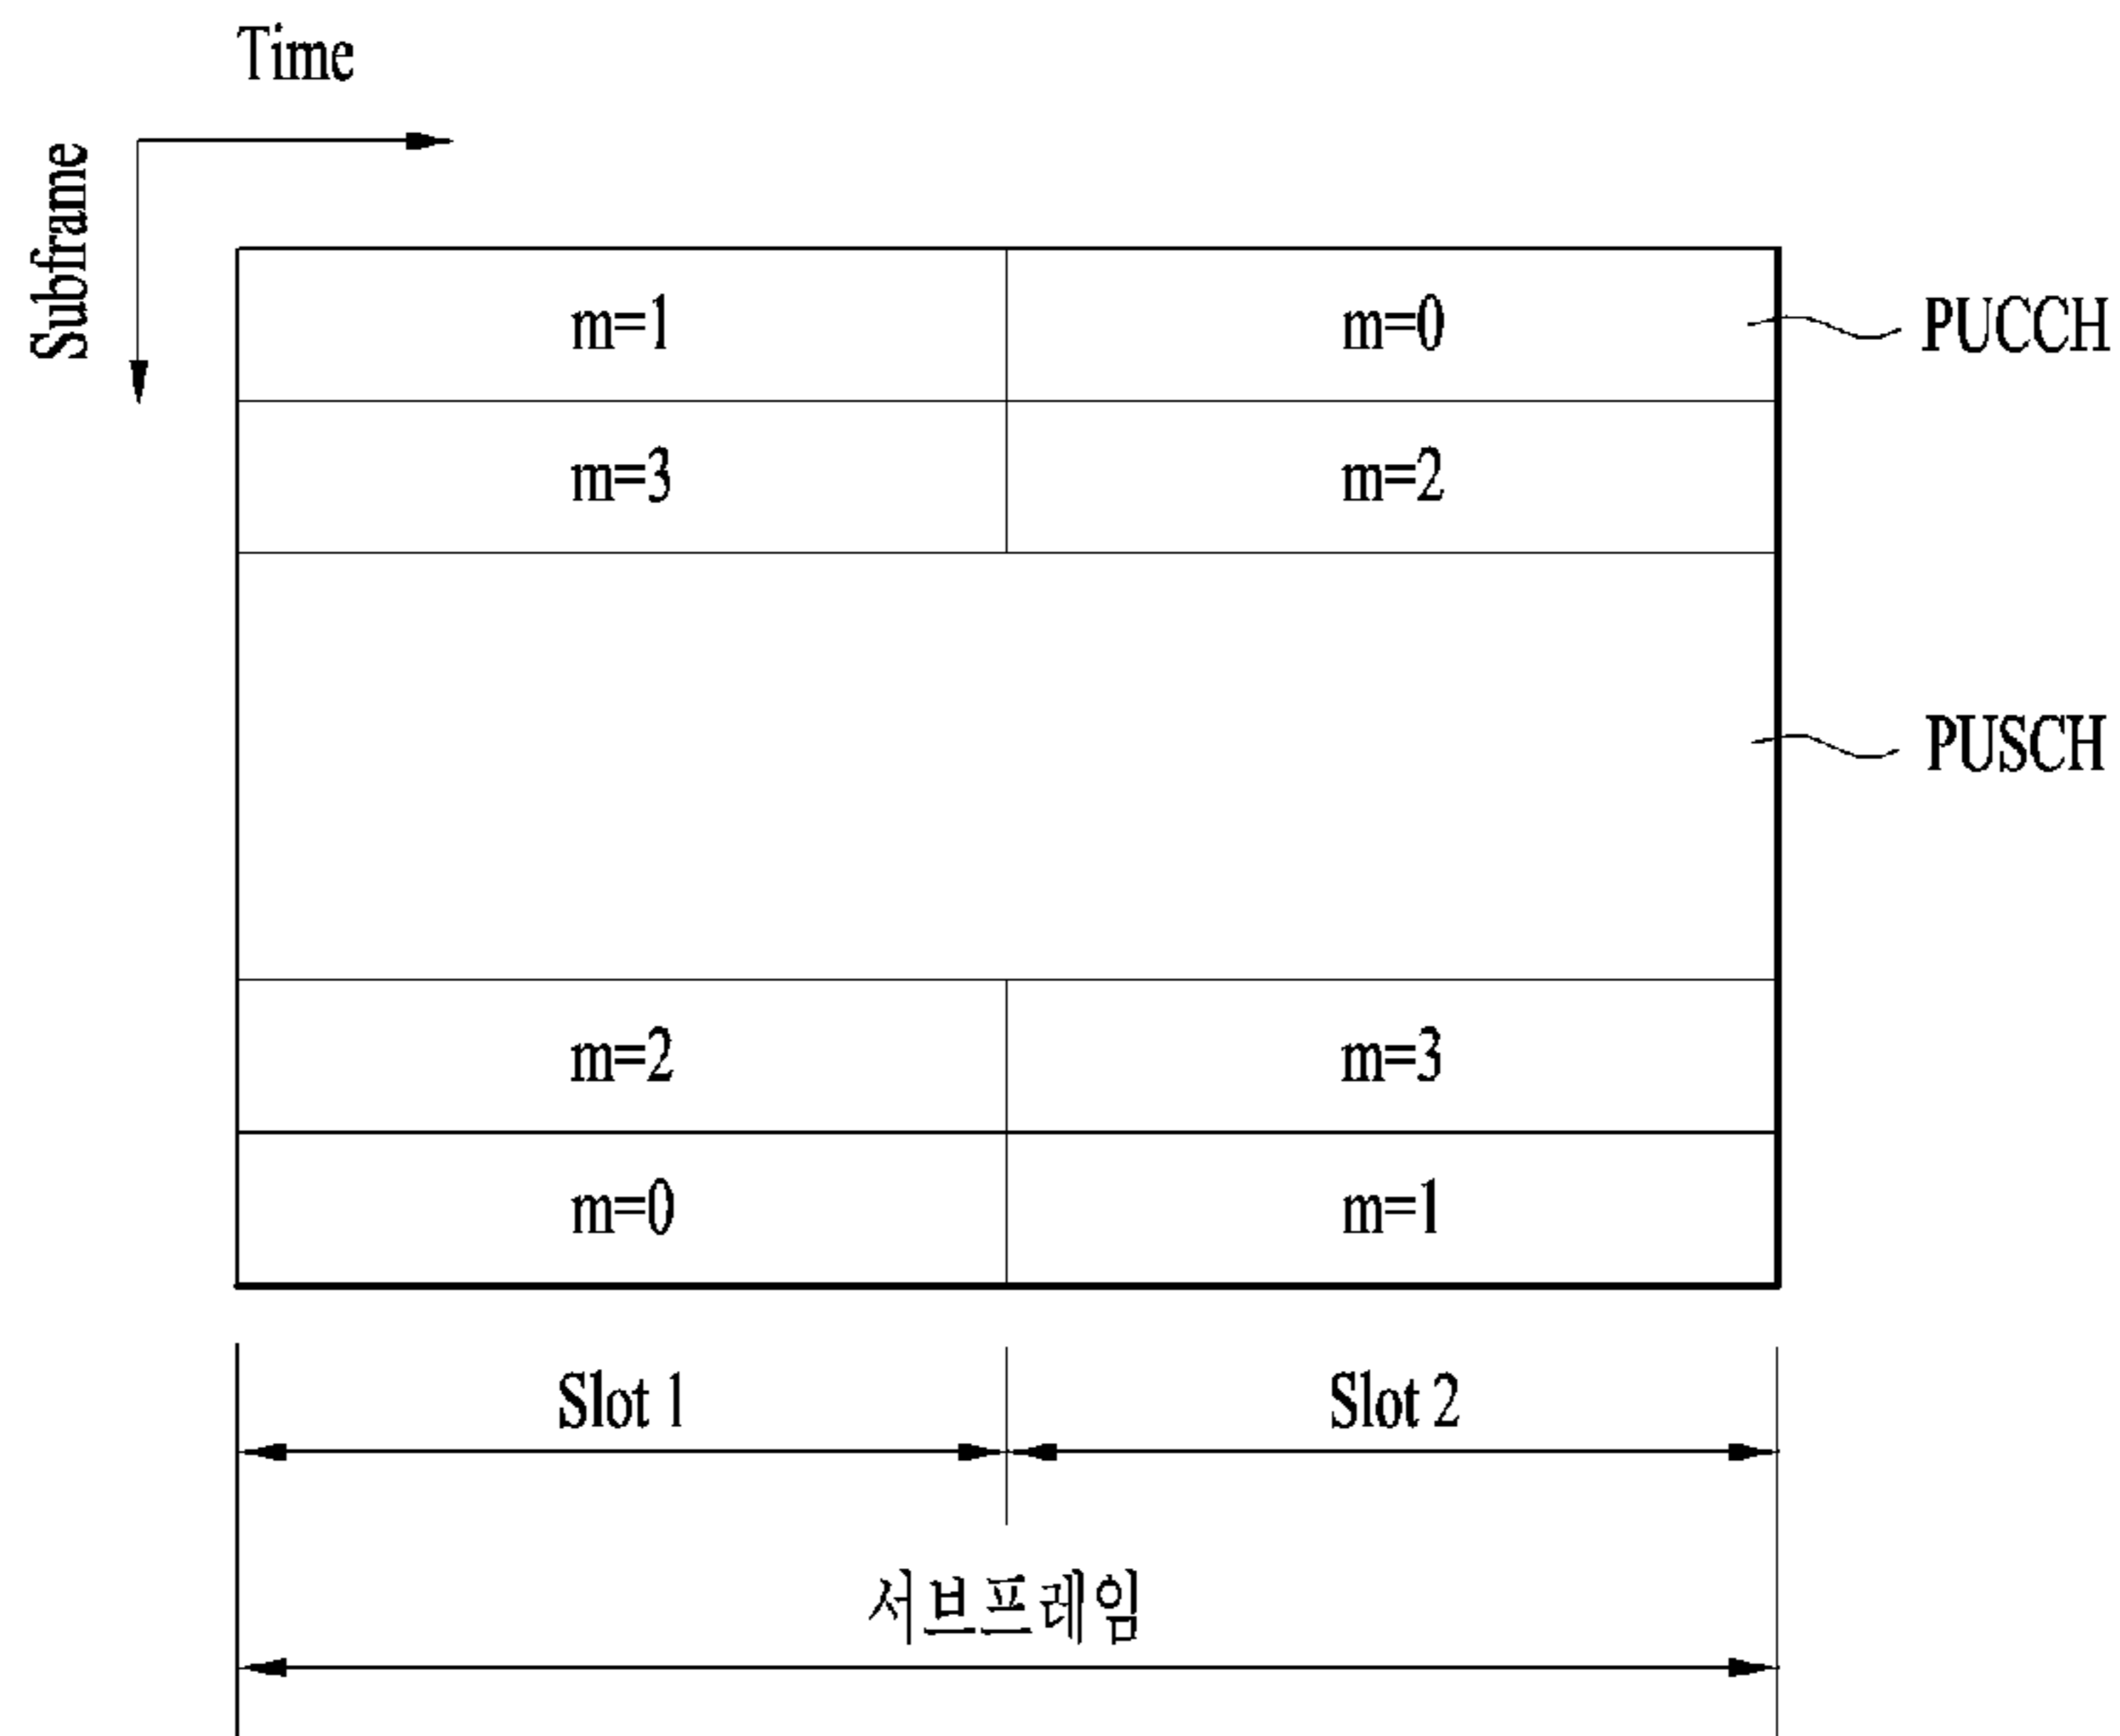 Time
Subframe
m=1 m=0 PUCCH
m=3 m=2
PUSCH
m=2 m=3
m=0 m=1
Slot 1 Slot 2
서브프레임